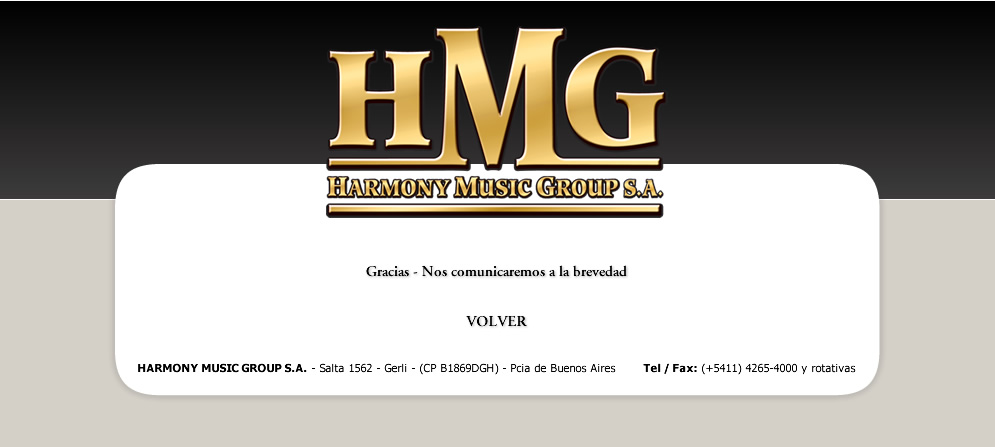 HMG
HARMONY MUSIC GROUP S.A.
Gracias - Nos comunicaremos a la brevedad
VOLVER
HARMONY MUSIC GROUP S.A. - Salta 1562 - Gerli - (CP B1869DGH) - Pcia de Buenos Aires Tel / Fax: (+5411) 4265-4000 y rotativas